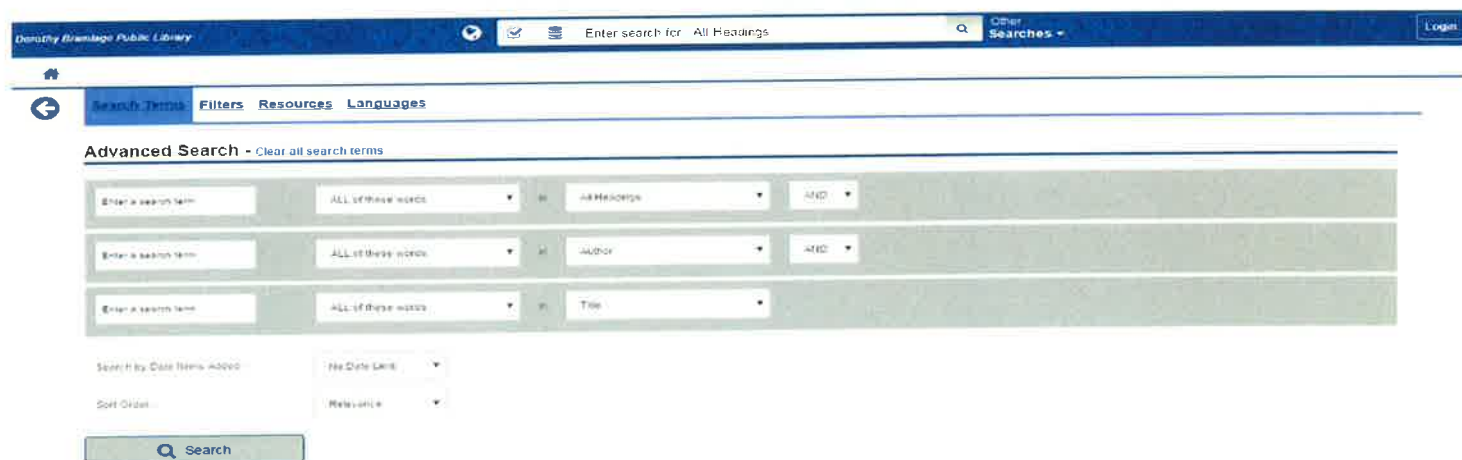 Dorothy Bramlage Public Library
Enter search for All Headings
Other
Searches
Login
Search Terms Filters Resources Languages
Advanced Search - Clear all search terms
Enter a search term ALL of these words in All Headings AND
Enter a search term ALL of these words in Author AND
Enter a search term ALL of these words in Title
Search by Date Items Added No Date Limit
Sort Order Relevance
Search